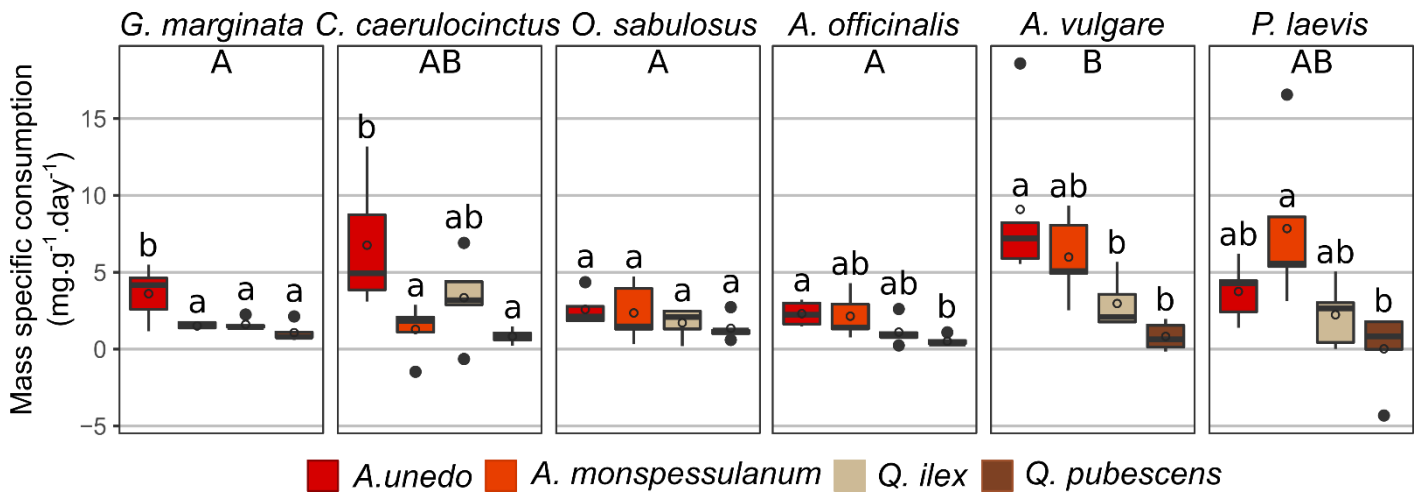 G. marginata C. caerulocinctus O. sabulosus A. officinalis A. vulgare P. laevis
A AB A A B AB
Mass specific consumption
(mg.g⁻¹.day⁻¹)
15
10
5
0
−5
b a a a
b a ab a
a a a a
a ab ab b
a ab b b
ab a ab b
A.unedo A. monspessulanum Q. ilex Q. pubescens